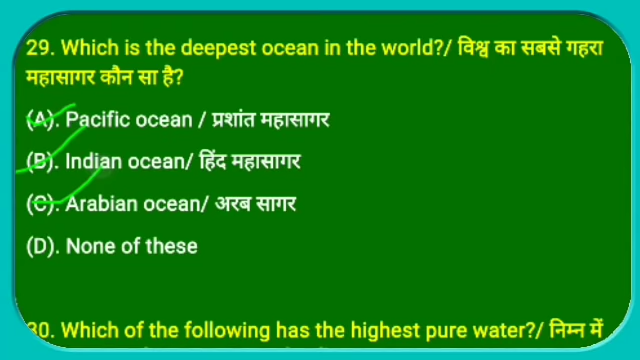 29. Which is the deepest ocean in the world?/ विश्व का सबसे गहरा
महासागर कौन सा है?
(A). Pacific ocean / प्रशांत महासागर
(B). Indian ocean/ हिंद महासागर
(C). Arabian ocean/ अरब सागर
(D). None of these
30. Which of the following has the highest pure water?/ निम्न में